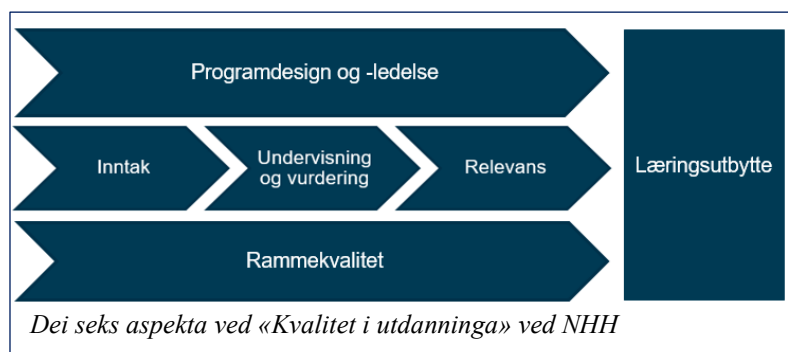 Programdesign og -ledelse
Inntak
Undervisning
og vurdering
Relevans
Læringsutbytte
Rammekvalitet
Dei seks aspekta ved «Kvalitet i utdanninga» ved NHH